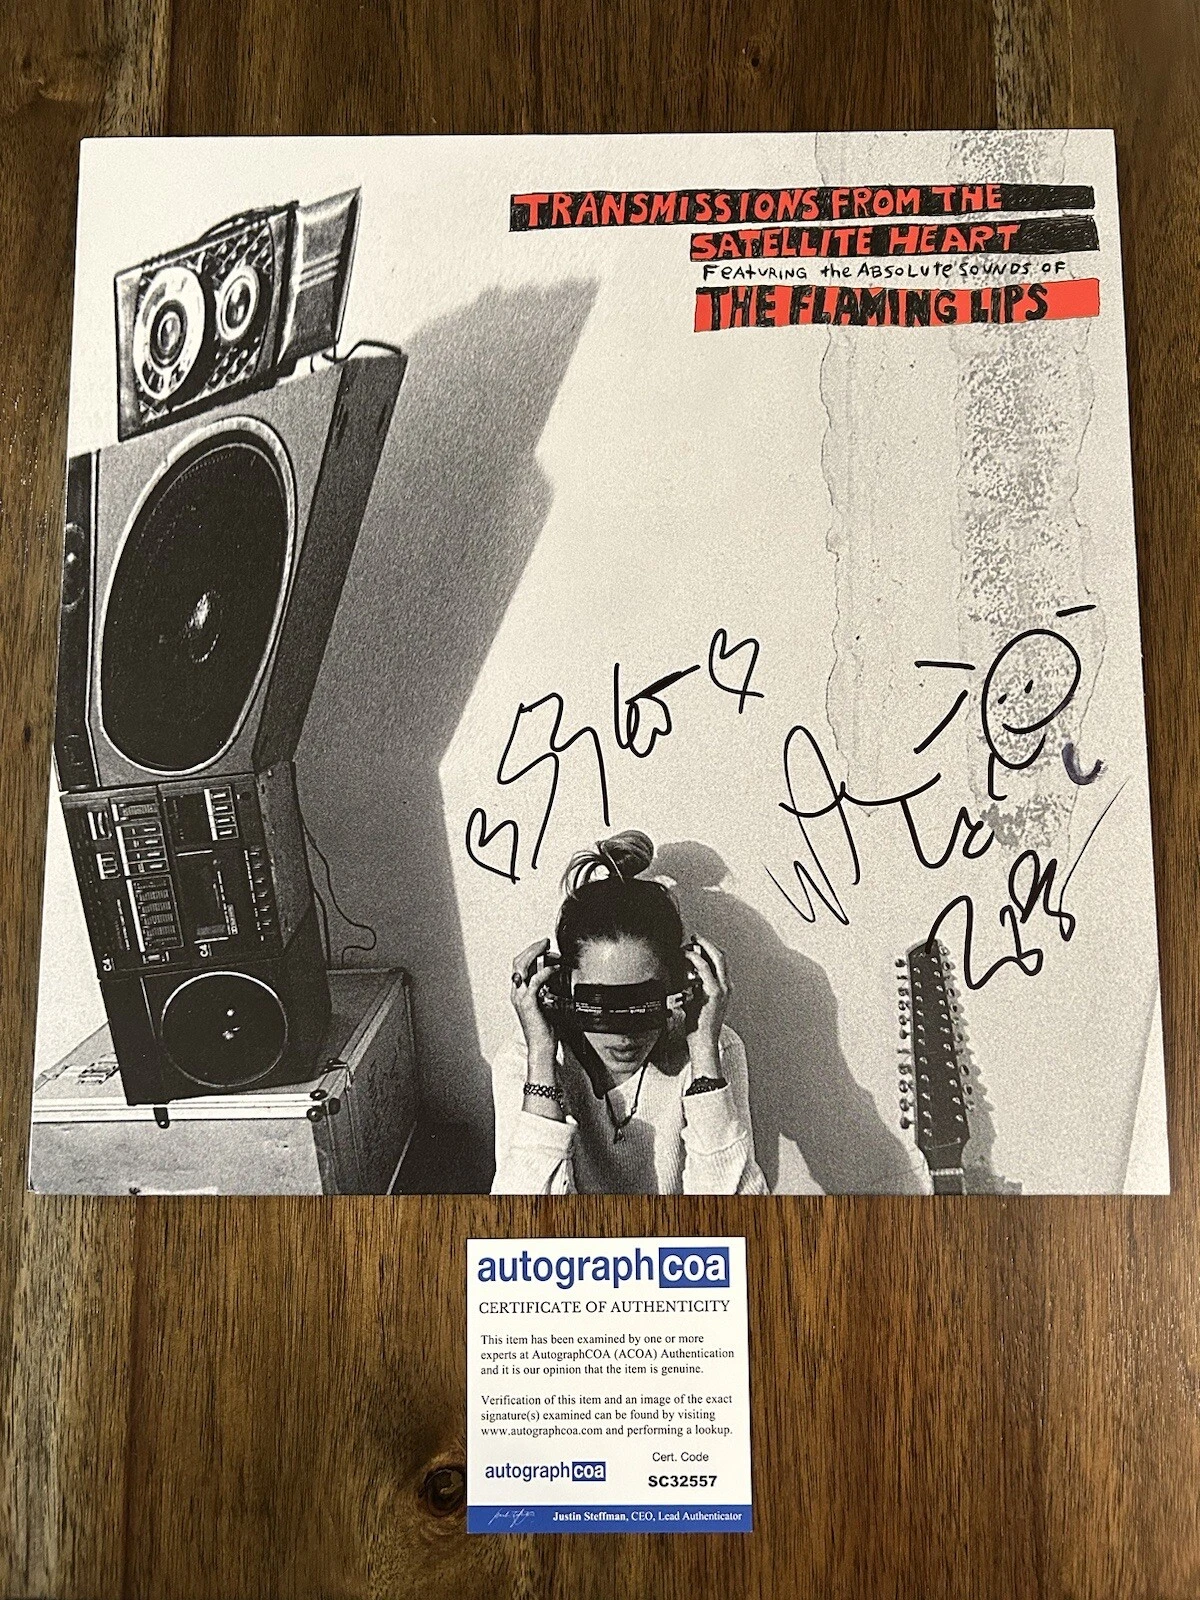 TRANSMISSIONS FROM THE
SATELLITE HEART
FEATURING the ABSOLUTE SOUNDS OF
THE FLAMING LIPS
C4
C4
autographcoa
CERTIFICATE OF AUTHENTICITY
This item has been examined by one or more
experts at AutographCOA (ACOA) Authentication
and it is our opinion that the item is genuine.
Verification of this item and an image of the exact
signature(s) examined can be found by visiting
www.autographcoa.com and performing a lookup.
autographcoa
Cert. Code
SC32557
Justin Steffman, CEO, Lead Authenticator